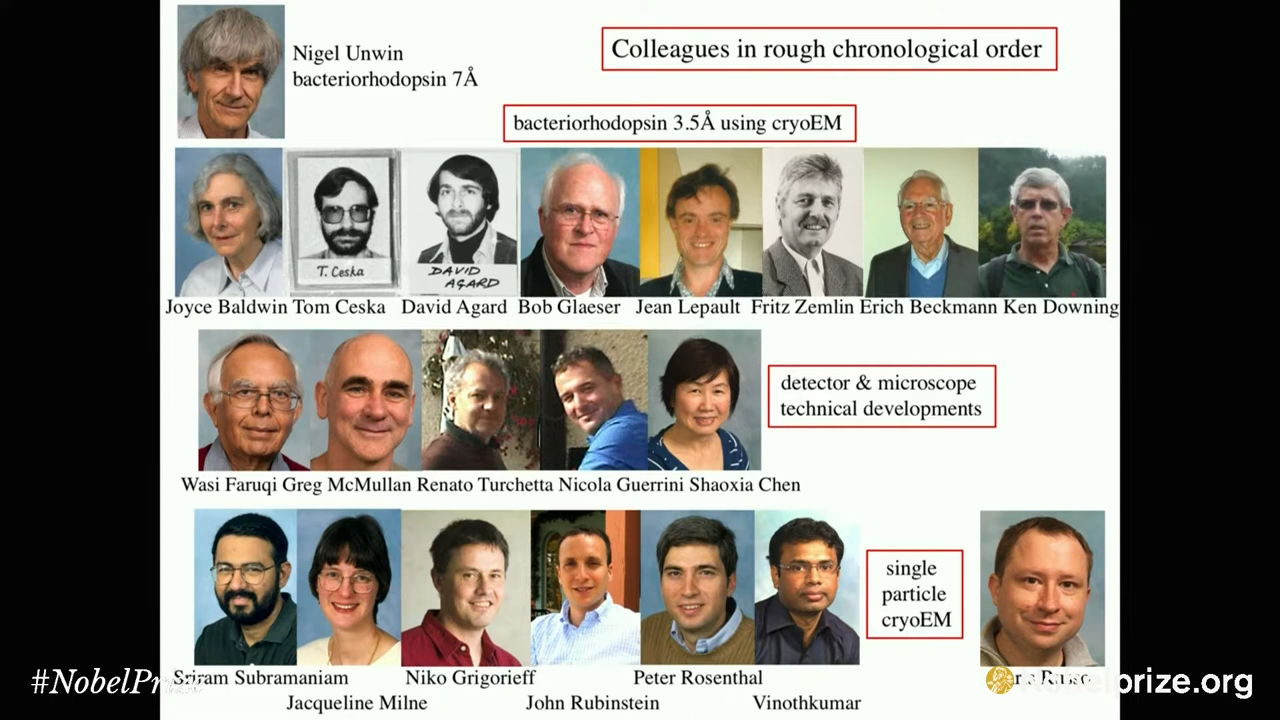 Nigel Unwin
bacteriorhodopsin 7Å
Colleagues in rough chronological order
bacteriorhodopsin 3.5Å using cryoEM
T. Ceska
DAVID
AGARD
Joyce Baldwin Tom Ceska David Agard Bob Glaeser Jean Lepault Fritz Zemlin Erich Beckmann Ken Downing
detector & microscope
technical developments
Wasi Faruqi Greg McMullan Renato Turchetta Nicola Guerrini Shaoxia Chen
single
particle
cryoEM
Sriram Subramaniam Niko Grigorieff Peter Rosenthal
Jacqueline Milne John Rubinstein Vinothkumar
#NobelPrize
Nobelprize.org